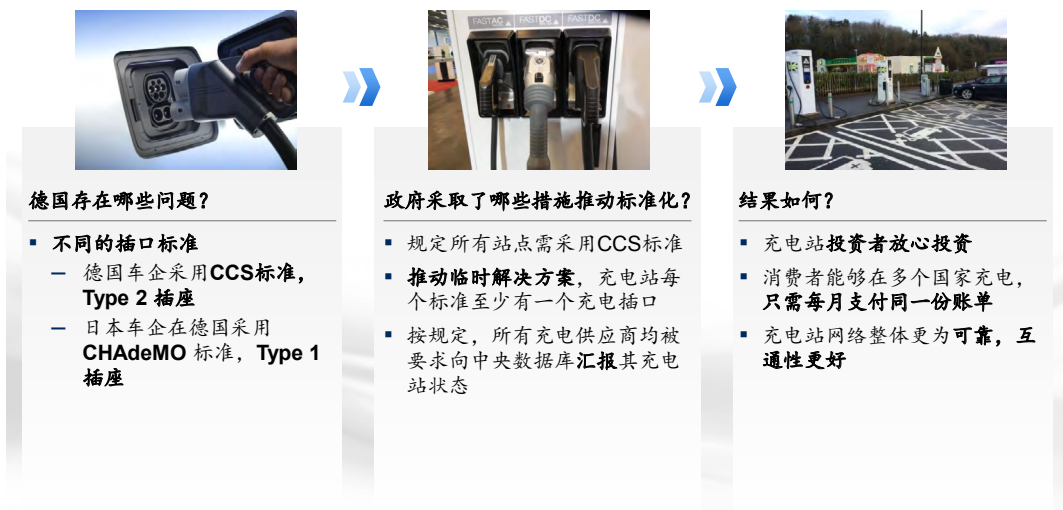 FASTAC FASTDC FASTDC
德国存在哪些问题？
▪ 不同的插口标准
– 德国车企采用CCS标准，
Type 2 插座
– 日本车企在德国采用
CHAdeMO 标准，Type 1
插座
政府采取了哪些措施推动标准化？
▪ 规定所有站点需采用CCS标准
▪ 推动临时解决方案，充电站每
个标准至少有一个充电插口
▪ 按规定，所有充电供应商均被
要求向中央数据库汇报其充电
站状态
结果如何？
▪ 充电站投资者放心投资
▪ 消费者能够在多个国家充电，
只需每月支付同一份账单
▪ 充电站网络整体更为可靠，互
通性更好